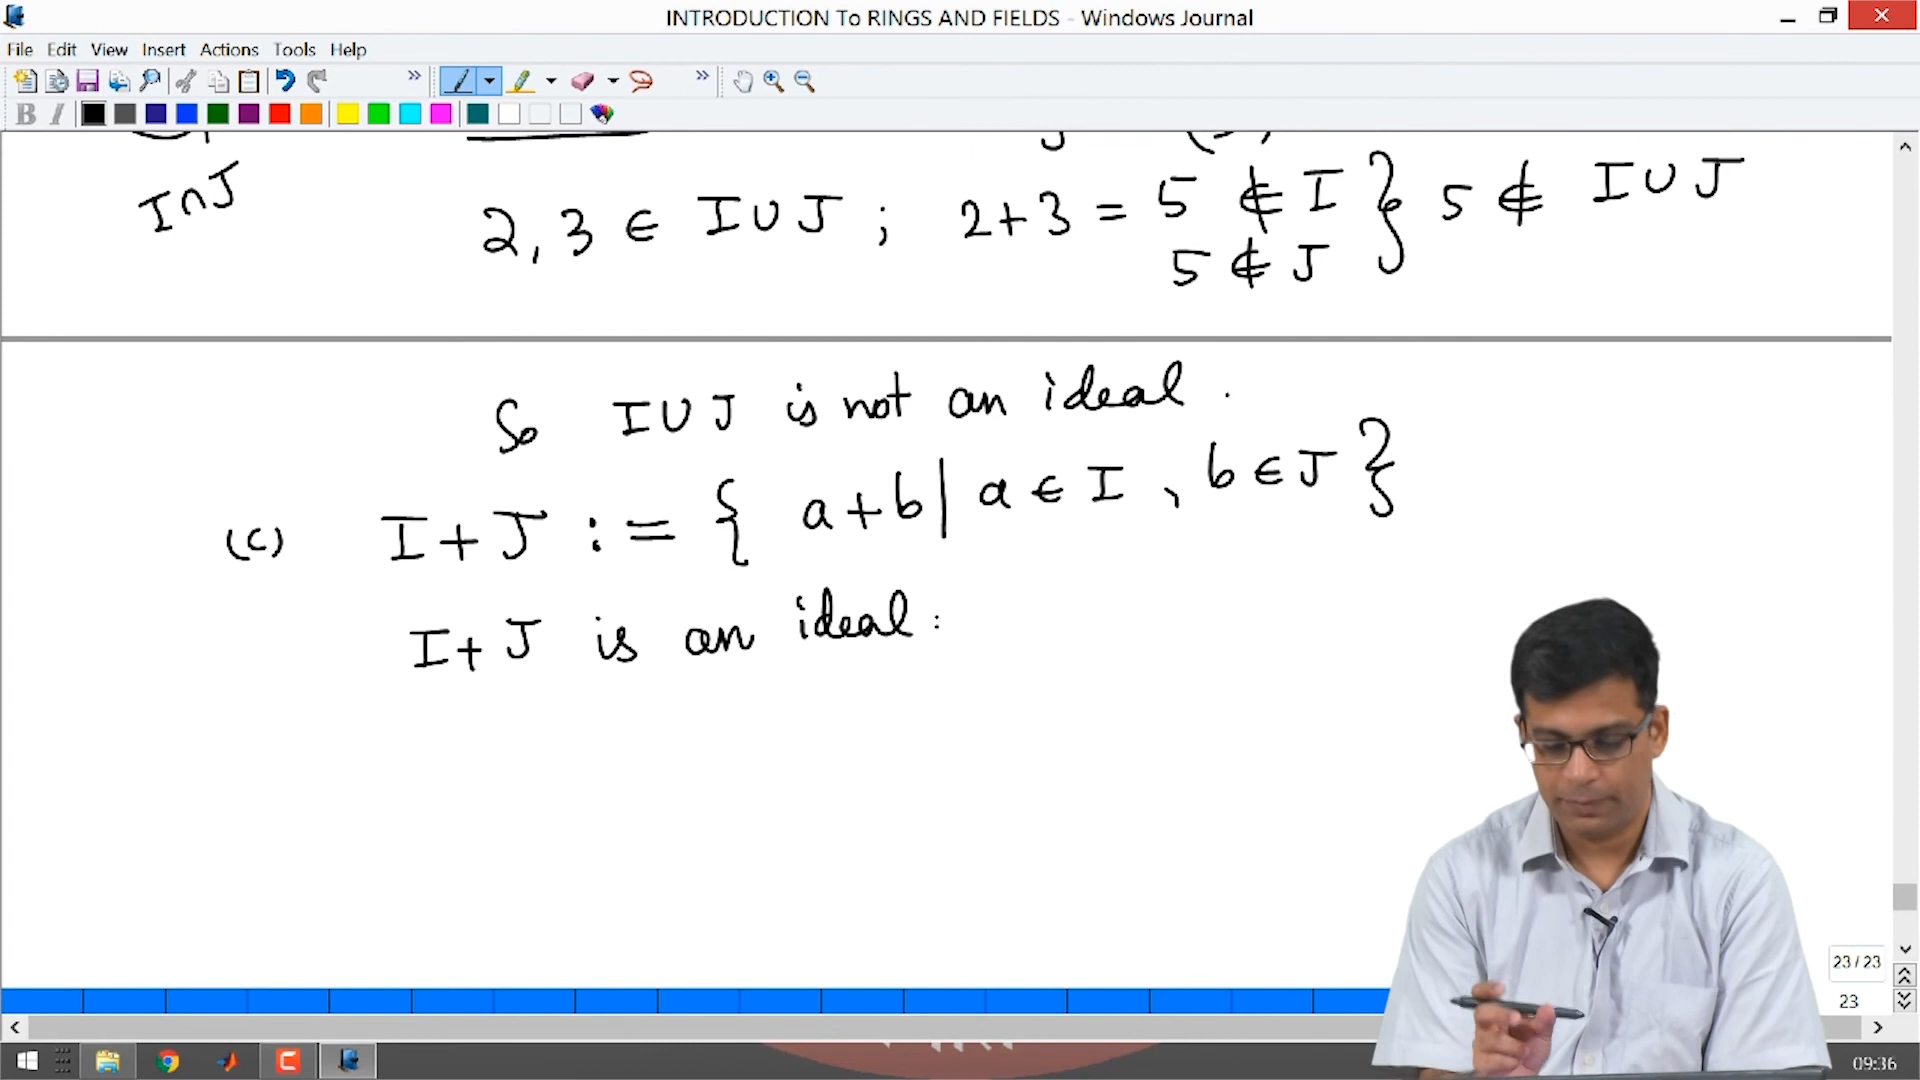 INTRODUCTION To RINGS AND FIELDS - Windows Journal
File Edit View Insert Actions Tools Help
I∩J
2, 3 ∈ I∪J ; 2+3 = 5 ∉ I } 5 ∉ I∪J
5 ∉ J
So I∪J is not an ideal.
(c) I+J := { a+b | a ∈ I, b ∈ J }
I+J is an ideal:
23 / 23
23
09:36